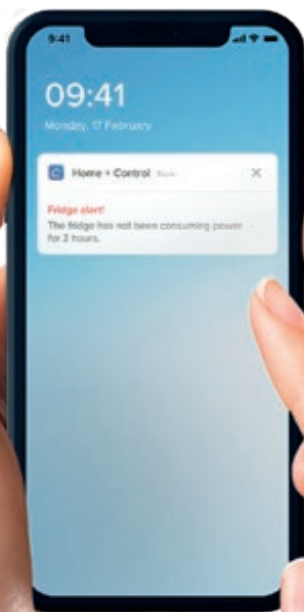 9:41
09:41
Monday, 17 February
Home + Control Now
Fridge alert!
The fridge has not been consuming power
for 2 hours.